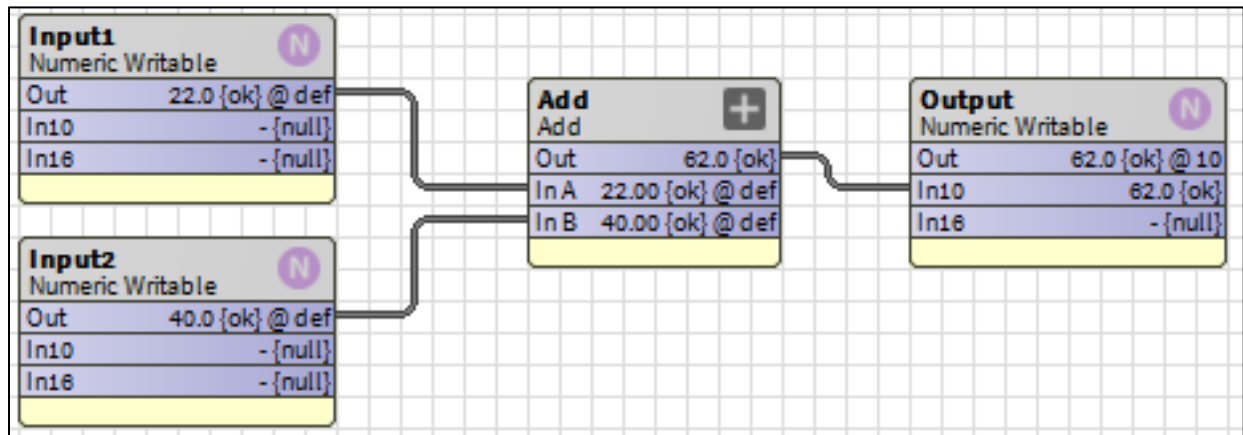 Input1
Numeric Writable
N
Out 22.0 {ok} @ def
In10 - {null}
In16 - {null}
Input2
Numeric Writable
N
Out 40.0 {ok} @ def
In10 - {null}
In16 - {null}
Add
Add
+
Out 62.0 {ok}
In A 22.00 {ok} @ def
In B 40.00 {ok} @ def
Output
Numeric Writable
N
Out 62.0 {ok} @ 10
In10 62.0 {ok}
In16 - {null}